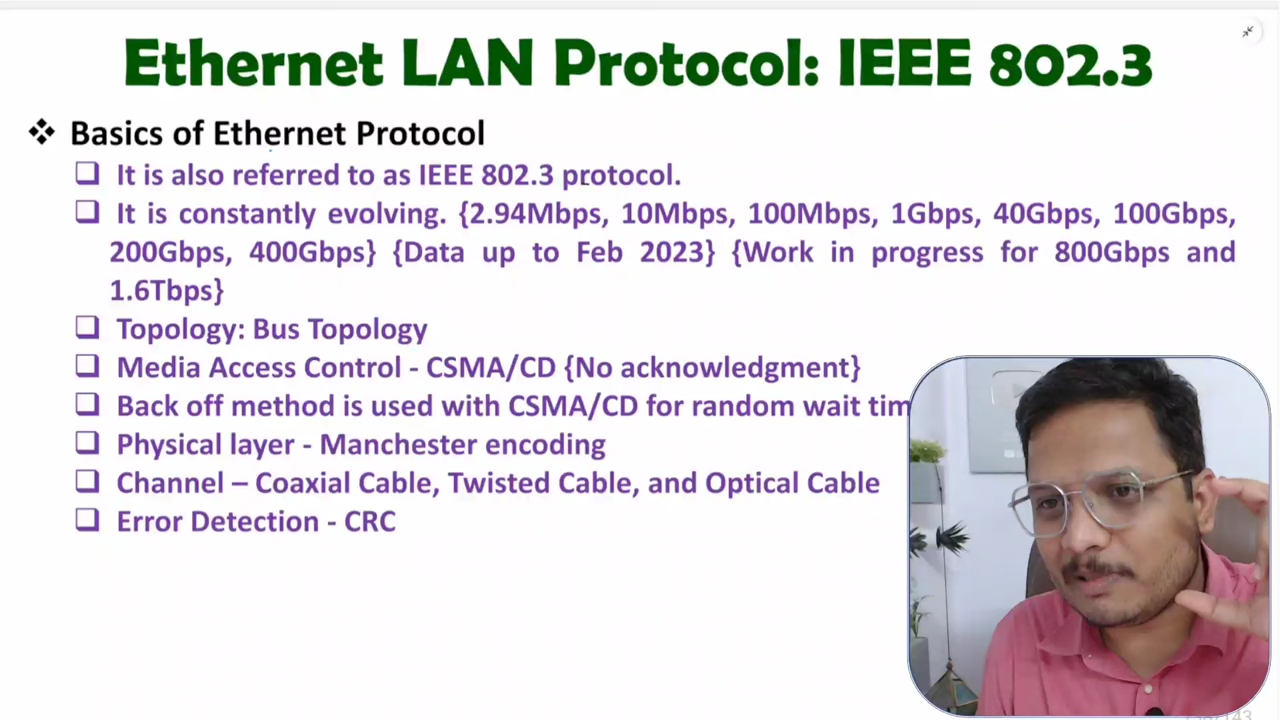 Ethernet LAN Protocol: IEEE 802.3
❖ Basics of Ethernet Protocol
❑ It is also referred to as IEEE 802.3 protocol.
❑ It is constantly evolving. {2.94Mbps, 10Mbps, 100Mbps, 1Gbps, 40Gbps, 100Gbps,
200Gbps, 400Gbps} {Data up to Feb 2023} {Work in progress for 800Gbps and
1.6Tbps}
❑ Topology: Bus Topology
❑ Media Access Control - CSMA/CD {No acknowledgment}
❑ Back off method is used with CSMA/CD for random wait tim
❑ Physical layer - Manchester encoding
❑ Channel – Coaxial Cable, Twisted Cable, and Optical Cable
❑ Error Detection - CRC